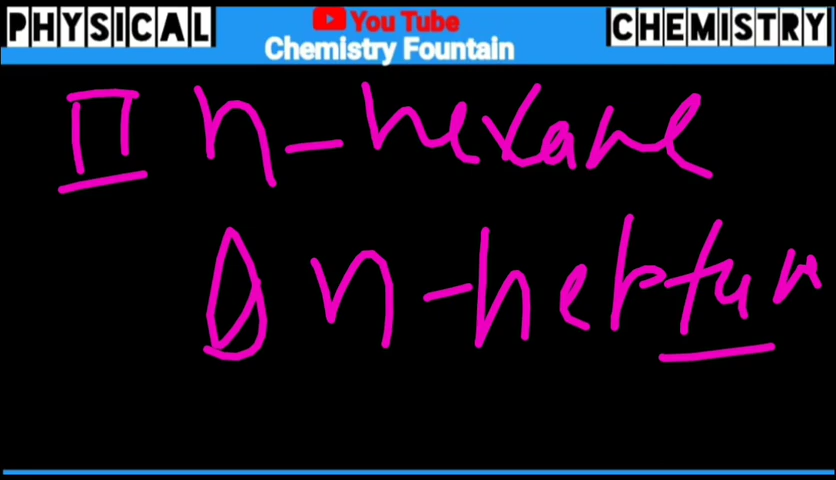 PHYSICAL
You Tube
Chemistry Fountain
CHEMISTRY
II n-hexane
n-heptan